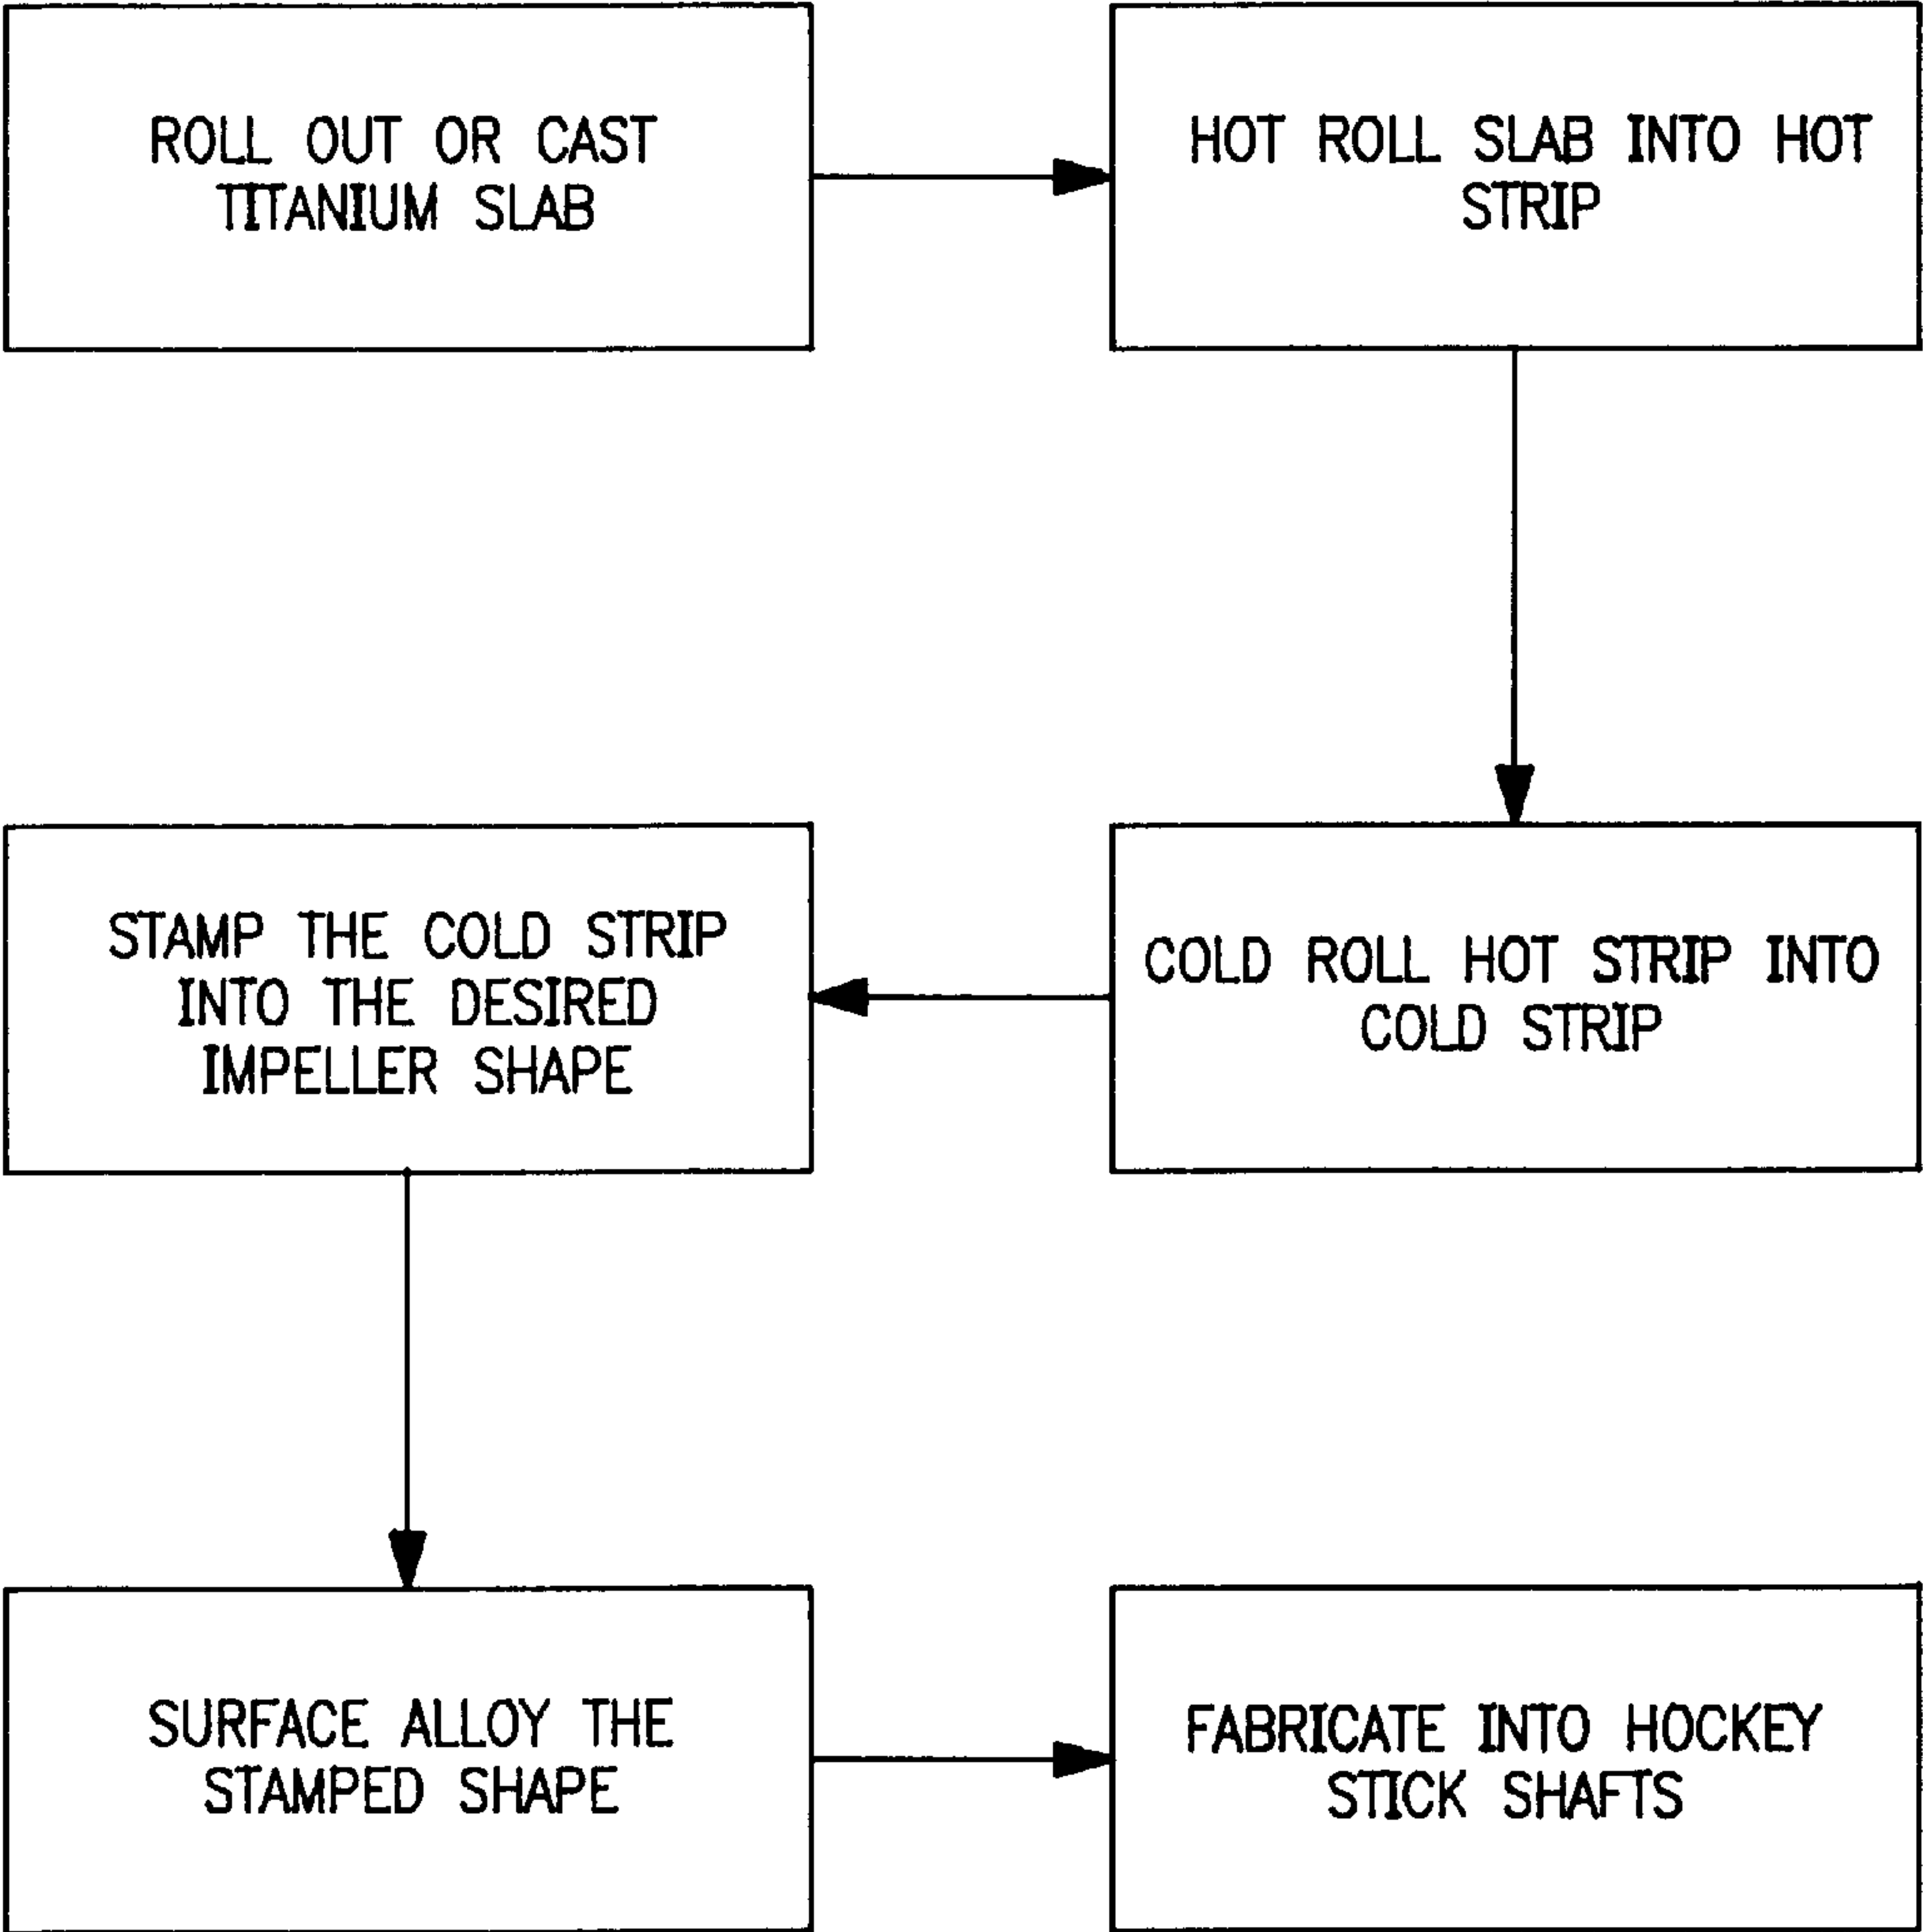 ROLL OUT OR CAST
TITANIUM SLAB
HOT ROLL SLAB INTO HOT
STRIP
COLD ROLL HOT STRIP INTO
COLD STRIP
STAMP THE COLD STRIP
INTO THE DESIRED
IMPELLER SHAPE
SURFACE ALLOY THE
STAMPED SHAPE
FABRICATE INTO HOCKEY
STICK SHAFTS